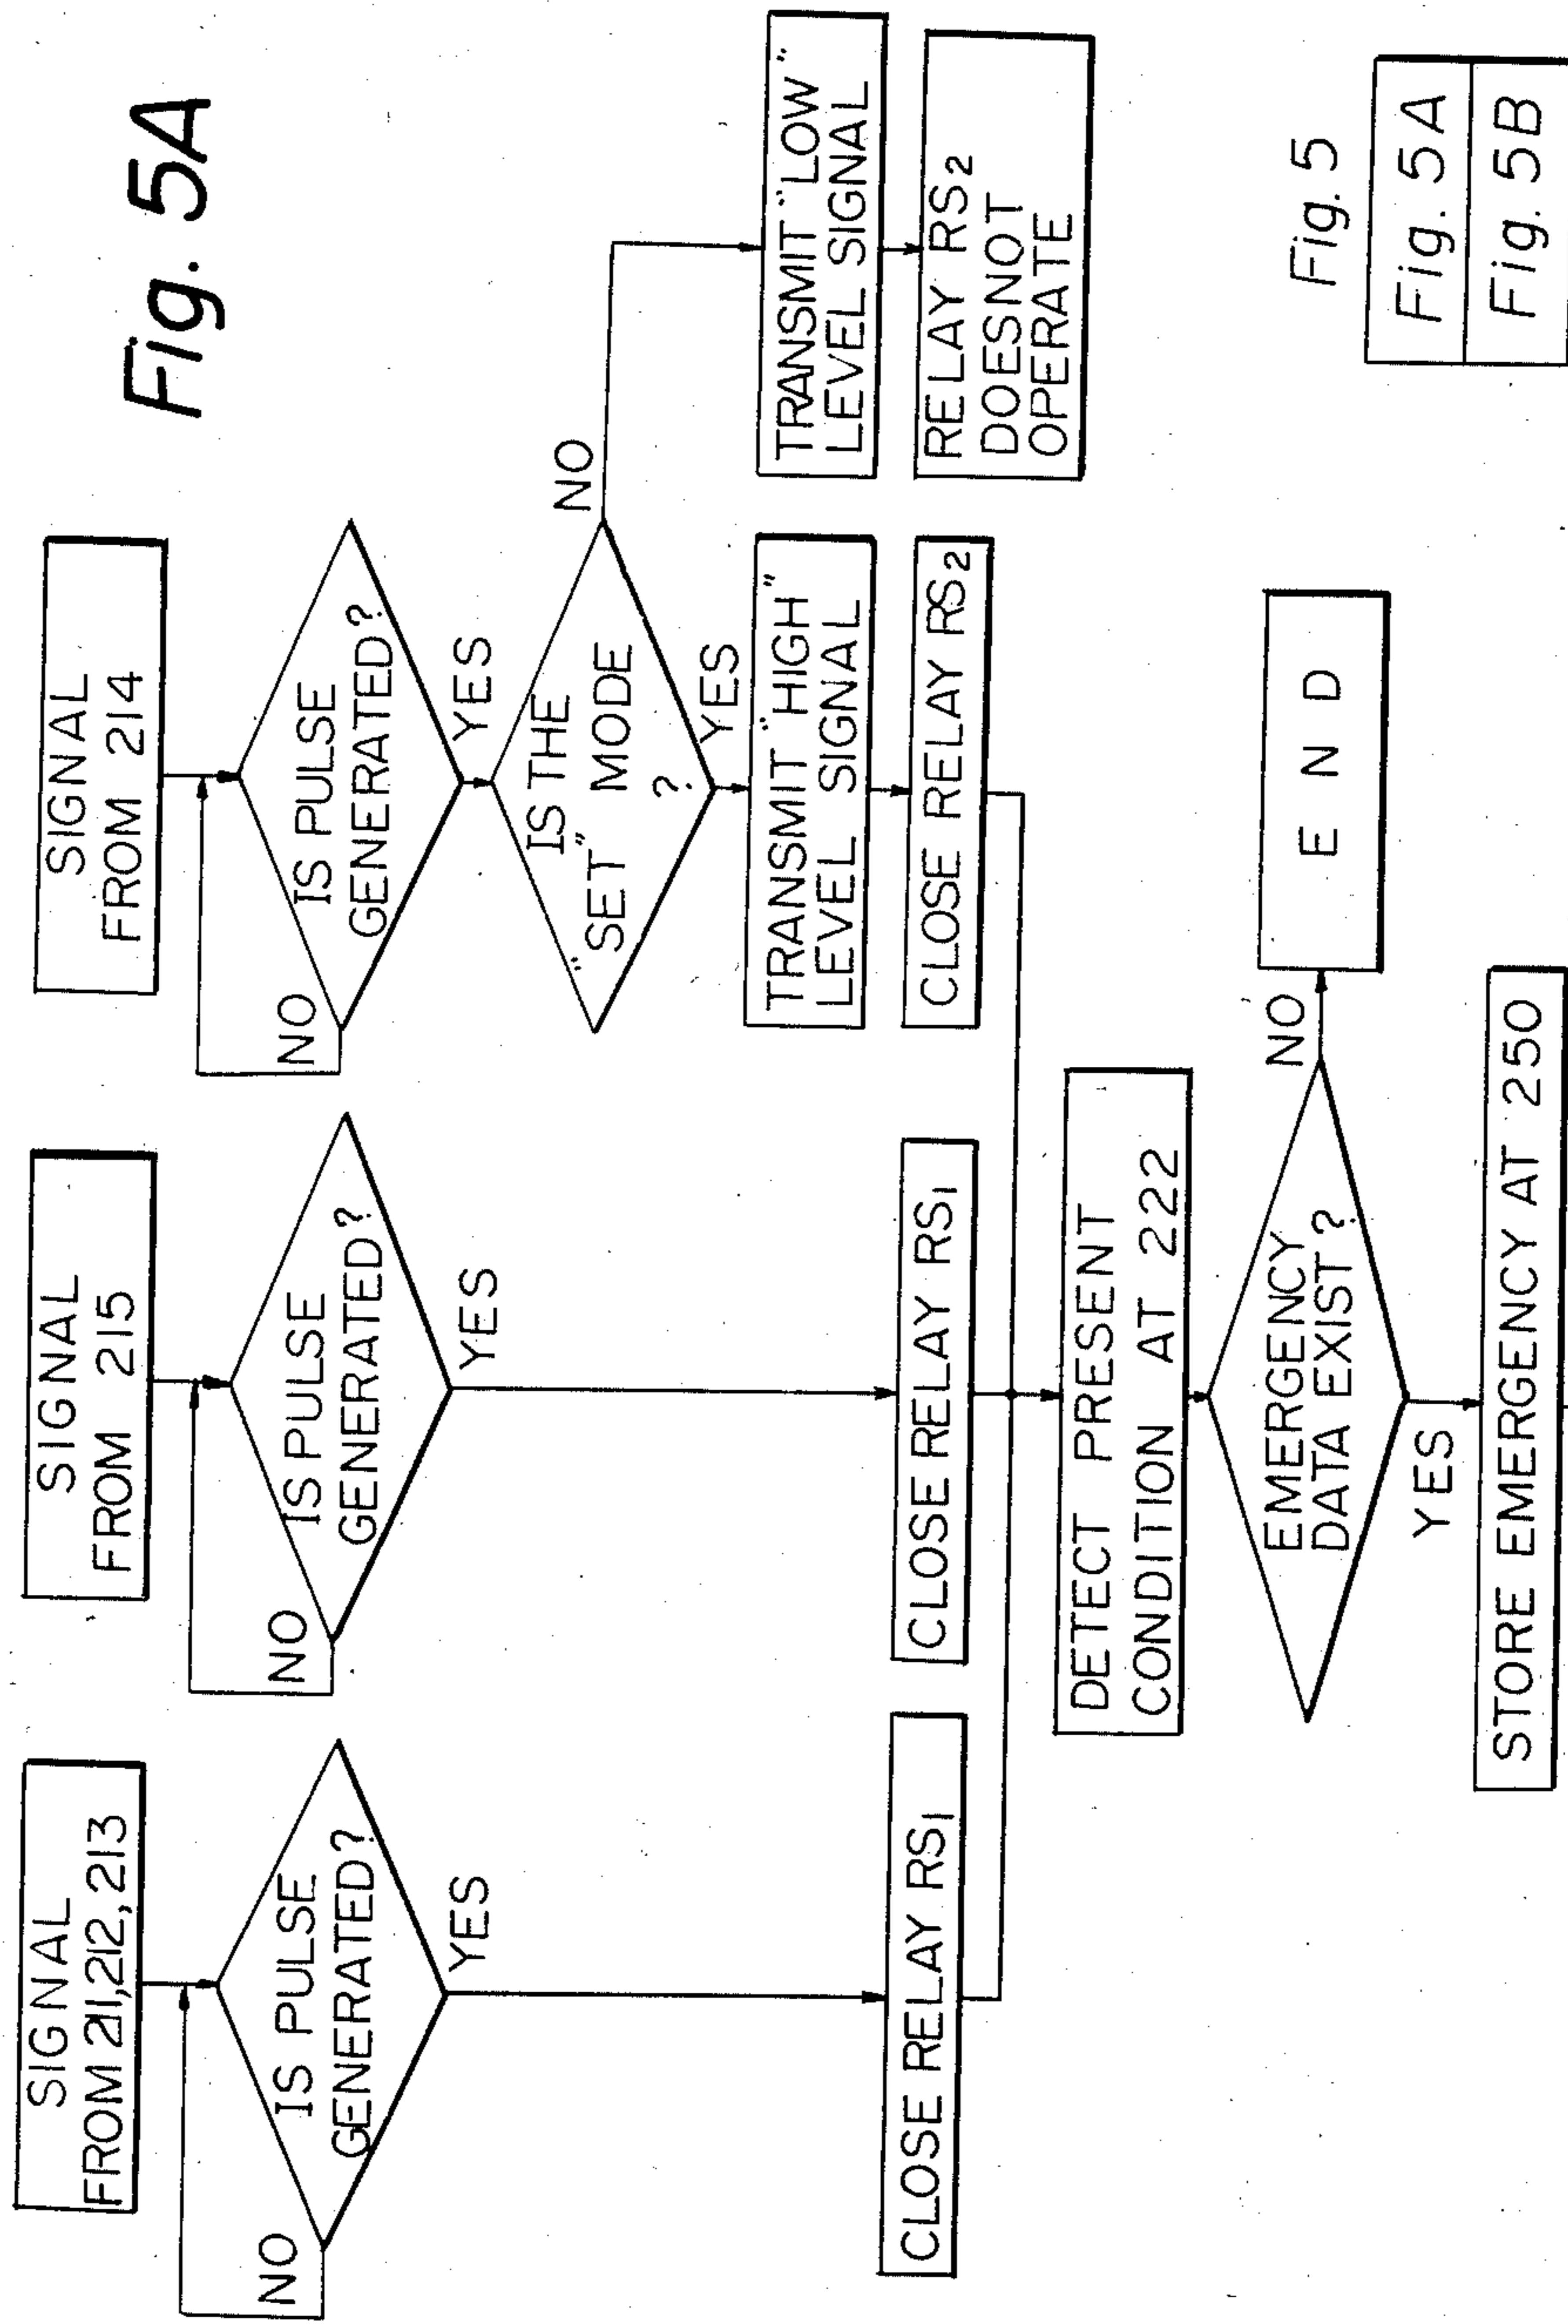 Fig. 5A
SIGNAL
FROM 211,212,213
IS PULSE
GENERATED?
NO
YES
CLOSE RELAY RS1
SIGNAL
FROM 215
IS PULSE
GENERATED?
NO
YES
CLOSE RELAY RS1
SIGNAL
FROM 214
IS PULSE
GENERATED?
NO
YES
IS THE
"SET" MODE
?
NO
YES
TRANSMIT "HIGH"
LEVEL SIGNAL
CLOSE RELAY RS2
TRANSMIT "LOW"
LEVEL SIGNAL
RELAY RS2
DOESNOT
OPERATE
DETECT PRESENT
CONDITION AT 222
EMERGENCY
DATA EXIST?
NO
END
YES
STORE EMERGENCY AT 250
Fig. 5
Fig. 5A
Fig. 5B